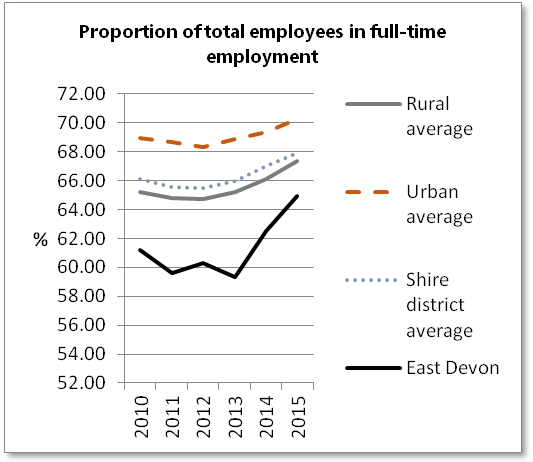 Proportion of total employees in full-time
employment
72.00
70.00
68.00
66.00
64.00
62.00
60.00
58.00
56.00
54.00
52.00
%
2010
2011
2012
2013
2014
2015
Rural
average
Urban
average
Shire
district
average
East Devon